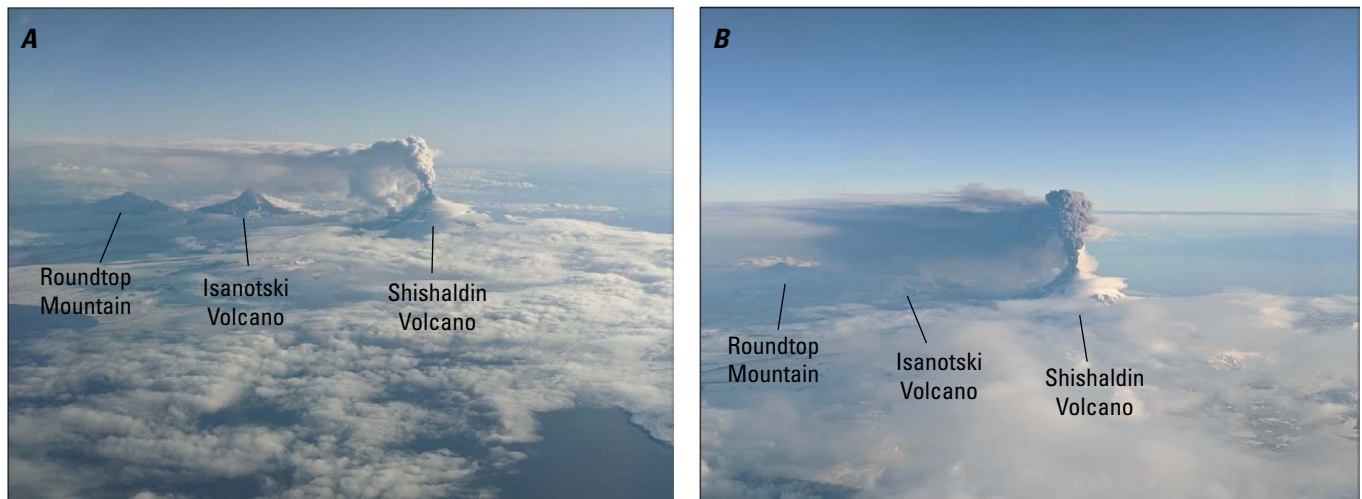 A
Roundtop
Mountain
Isanotski
Volcano
Shishaldin
Volcano
B
Roundtop
Mountain
Isanotski
Volcano
Shishaldin
Volcano